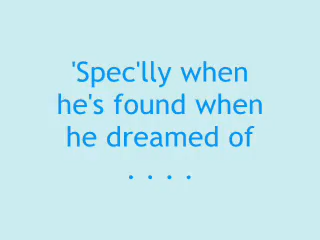 'Spec'lly when
he's found when
he dreamed of
. . . .